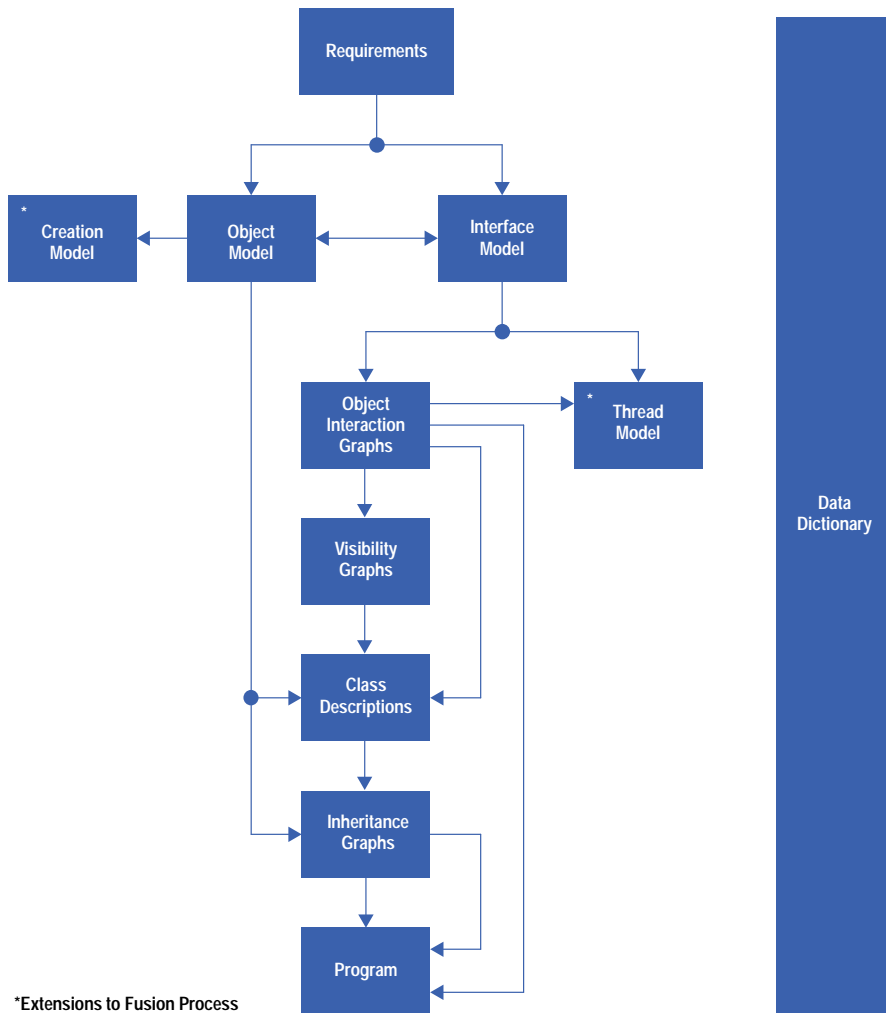 Requirements
*
Creation
Model
Object
Model
Interface
Model
Object
Interaction
Graphs
*
Thread
Model
Visibility
Graphs
Data
Dictionary
Class
Descriptions
Inheritance
Graphs
Program
*Extensions to Fusion Process